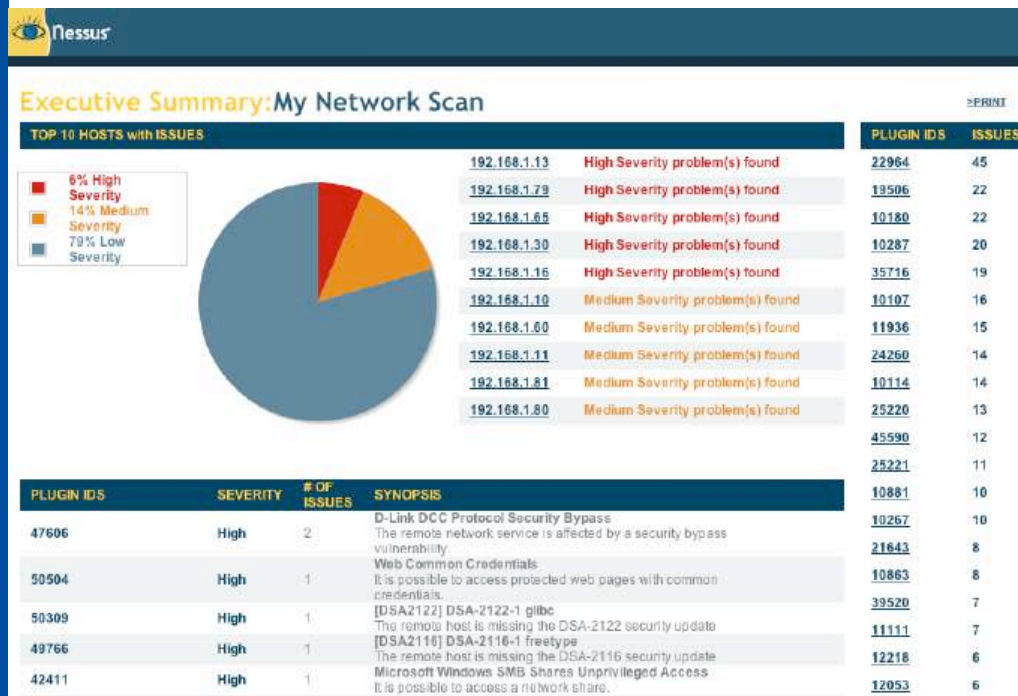 Nessus
Executive Summary:My Network Scan
>PRINT
TOP 10 HOSTS with ISSUES
6% High
Severity
14% Medium
Severity
79% Low
Severity
192.168.1.13 High Severity problem(s) found
192.168.1.79 High Severity problem(s) found
192.168.1.65 High Severity problem(s) found
192.168.1.30 High Severity problem(s) found
192.168.1.16 High Severity problem(s) found
192.168.1.10 Medium Severity problem(s) found
192.168.1.60 Medium Severity problem(s) found
192.168.1.11 Medium Severity problem(s) found
192.168.1.81 Medium Severity problem(s) found
192.168.1.80 Medium Severity problem(s) found
PLUGIN IDS ISSUES
22964 45
19506 22
10180 22
10287 20
35716 19
10107 16
11936 15
24260 14
10114 14
25220 13
45590 12
25221 11
10881 10
10267 10
21643 8
10863 8
39520 7
11111 7
12218 6
12053 6
PLUGIN IDS SEVERITY # OF ISSUES SYNOPSIS
47606 High 2 D-Link DCC Protocol Security Bypass
The remote network service is affected by a security bypass
vulnerability.
50504 High 1 Web Common Credentials
It is possible to access protected web pages with common
credentials.
50309 High 1 [DSA2122] DSA-2122-1 glibc
The remote host is missing the DSA-2122 security update
49766 High 1 [DSA2116] DSA-2116-1 freetype
The remote host is missing the DSA-2116 security update
42411 High 1 Microsoft Windows SMB Shares Unprivileged Access
It is possible to access a network share.